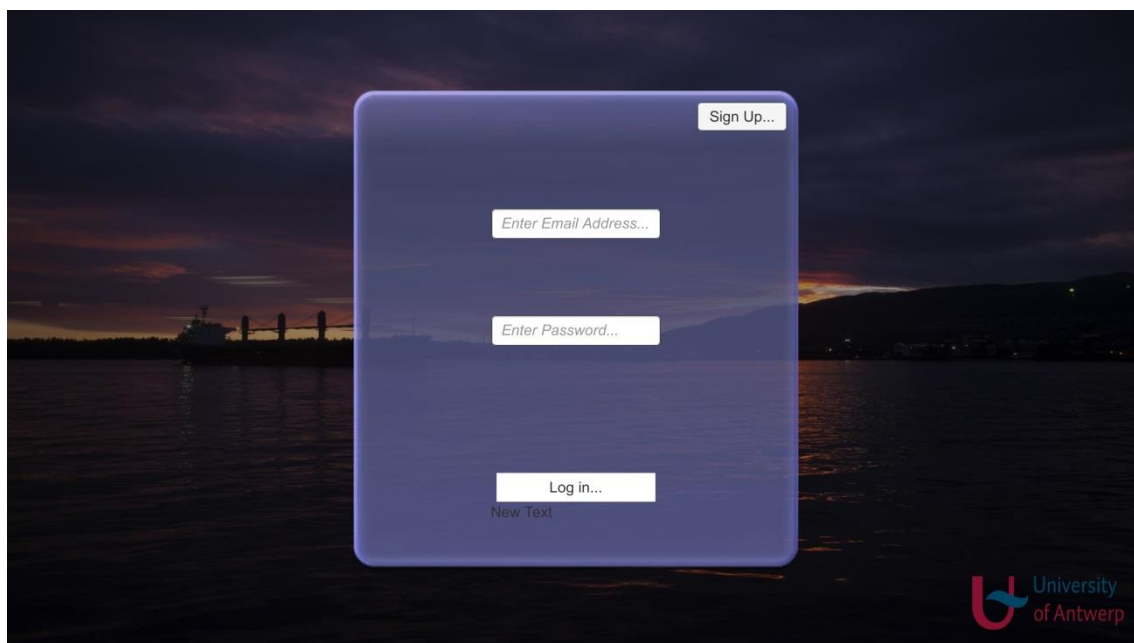 Sign Up...
Enter Email Address...
Enter Password...
Log in...
New Text
University
of Antwerp